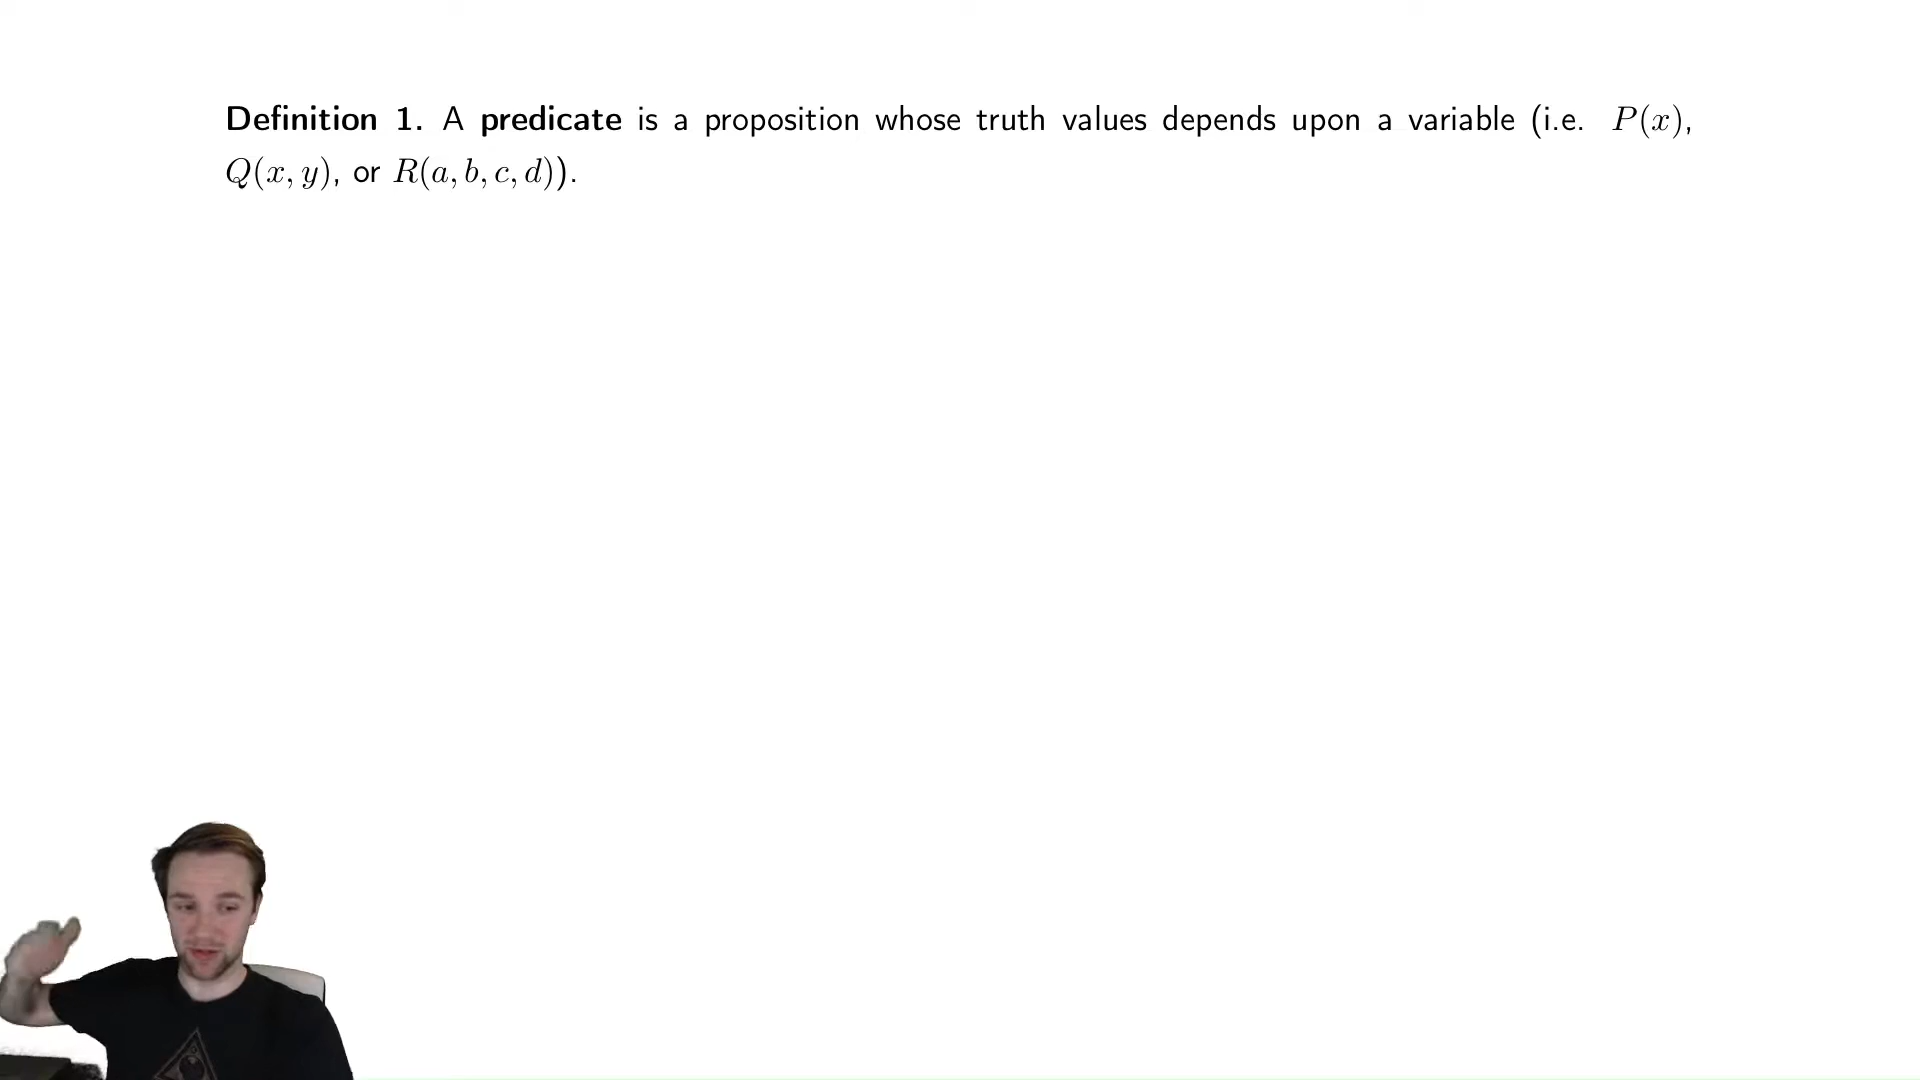 Definition 1. A predicate is a proposition whose truth values depends upon a variable (i.e. P(x),
Q(x, y), or R(a, b, c, d)).